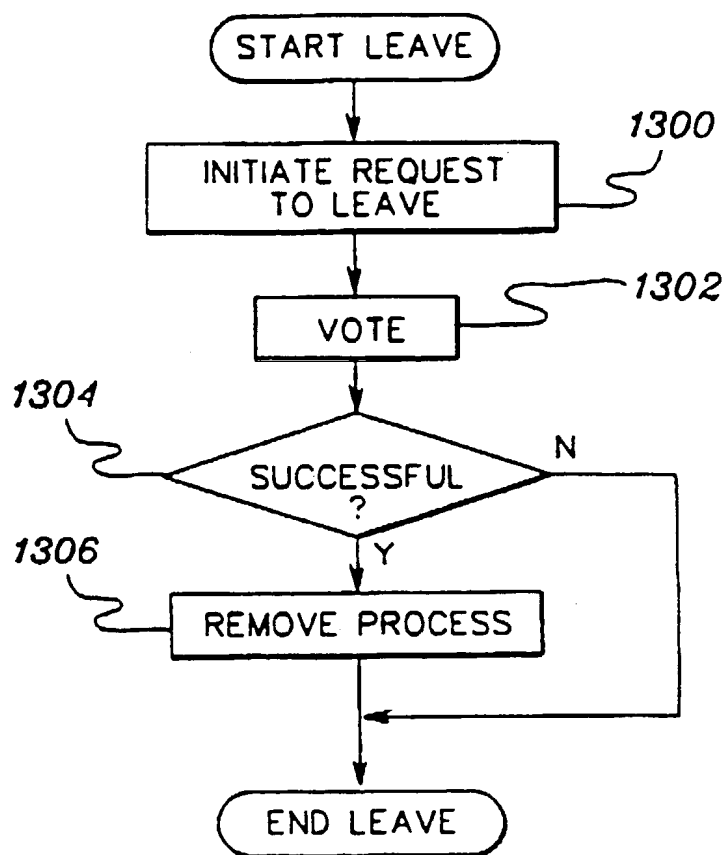 START LEAVE
1300
INITIATE REQUEST
TO LEAVE
1302
VOTE
1304
SUCCESSFUL
?
N
Y
1306
REMOVE PROCESS
END LEAVE